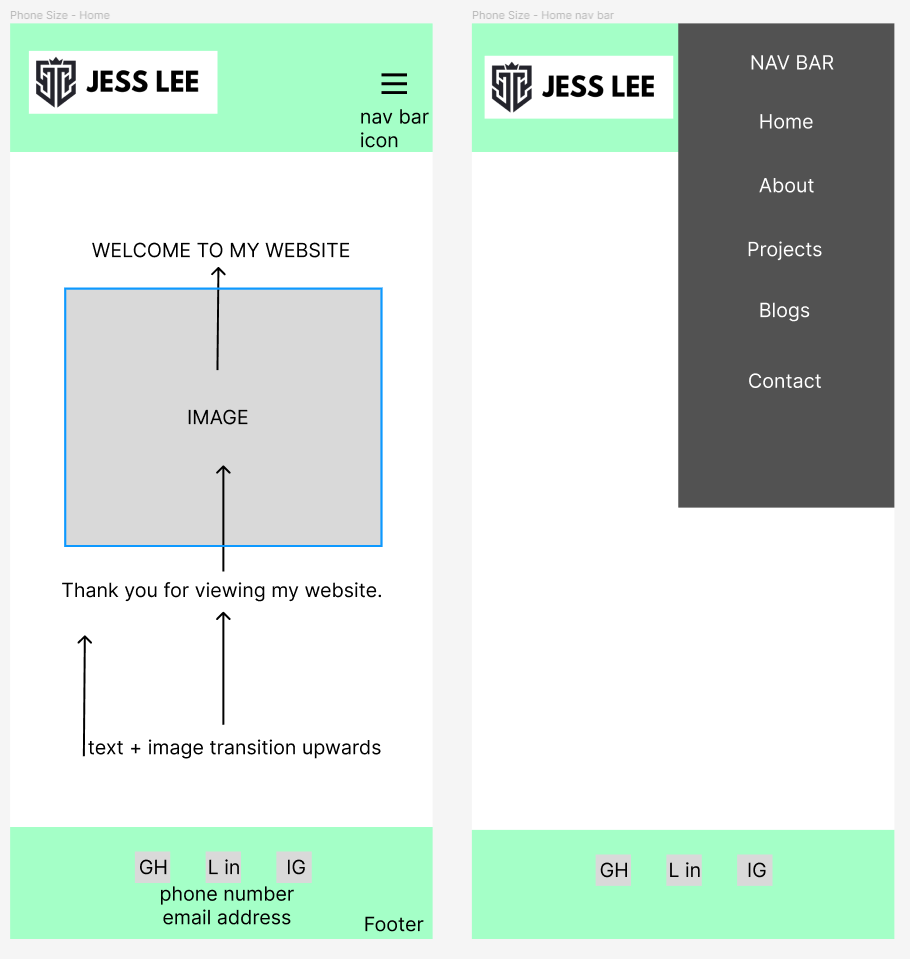 Phone Size - Home
JESS LEE
nav bar
icon
WELCOME TO MY WEBSITE
IMAGE
Thank you for viewing my website.
text + image transition upwards
GH
L in
IG
phone number
email address
Footer
Phone Size - Home nav bar
JESS LEE
NAV BAR
Home
About
Projects
Blogs
Contact
GH
L in
IG